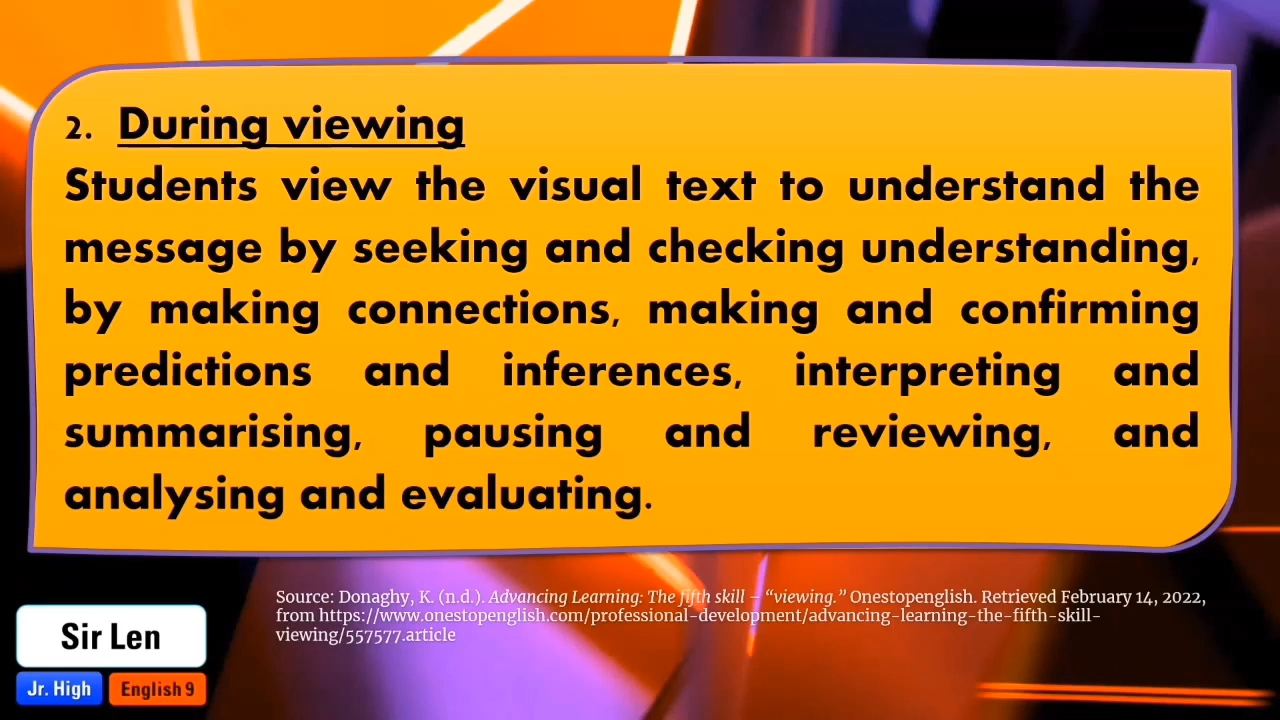 2. During viewing
Students view the visual text to understand the
message by seeking and checking understanding,
by making connections, making and confirming
predictions and inferences, interpreting and
summarising, pausing and reviewing, and
analysing and evaluating.
Source: Donaghy, K. (n.d.). Advancing Learning: The fifth skill – “viewing.” Onestopenglish. Retrieved February 14, 2022,
from https://www.onestopenglish.com/professional-development/advancing-learning-the-fifth-skill-
viewing/557577.article
Sir Len
Jr. High
English 9